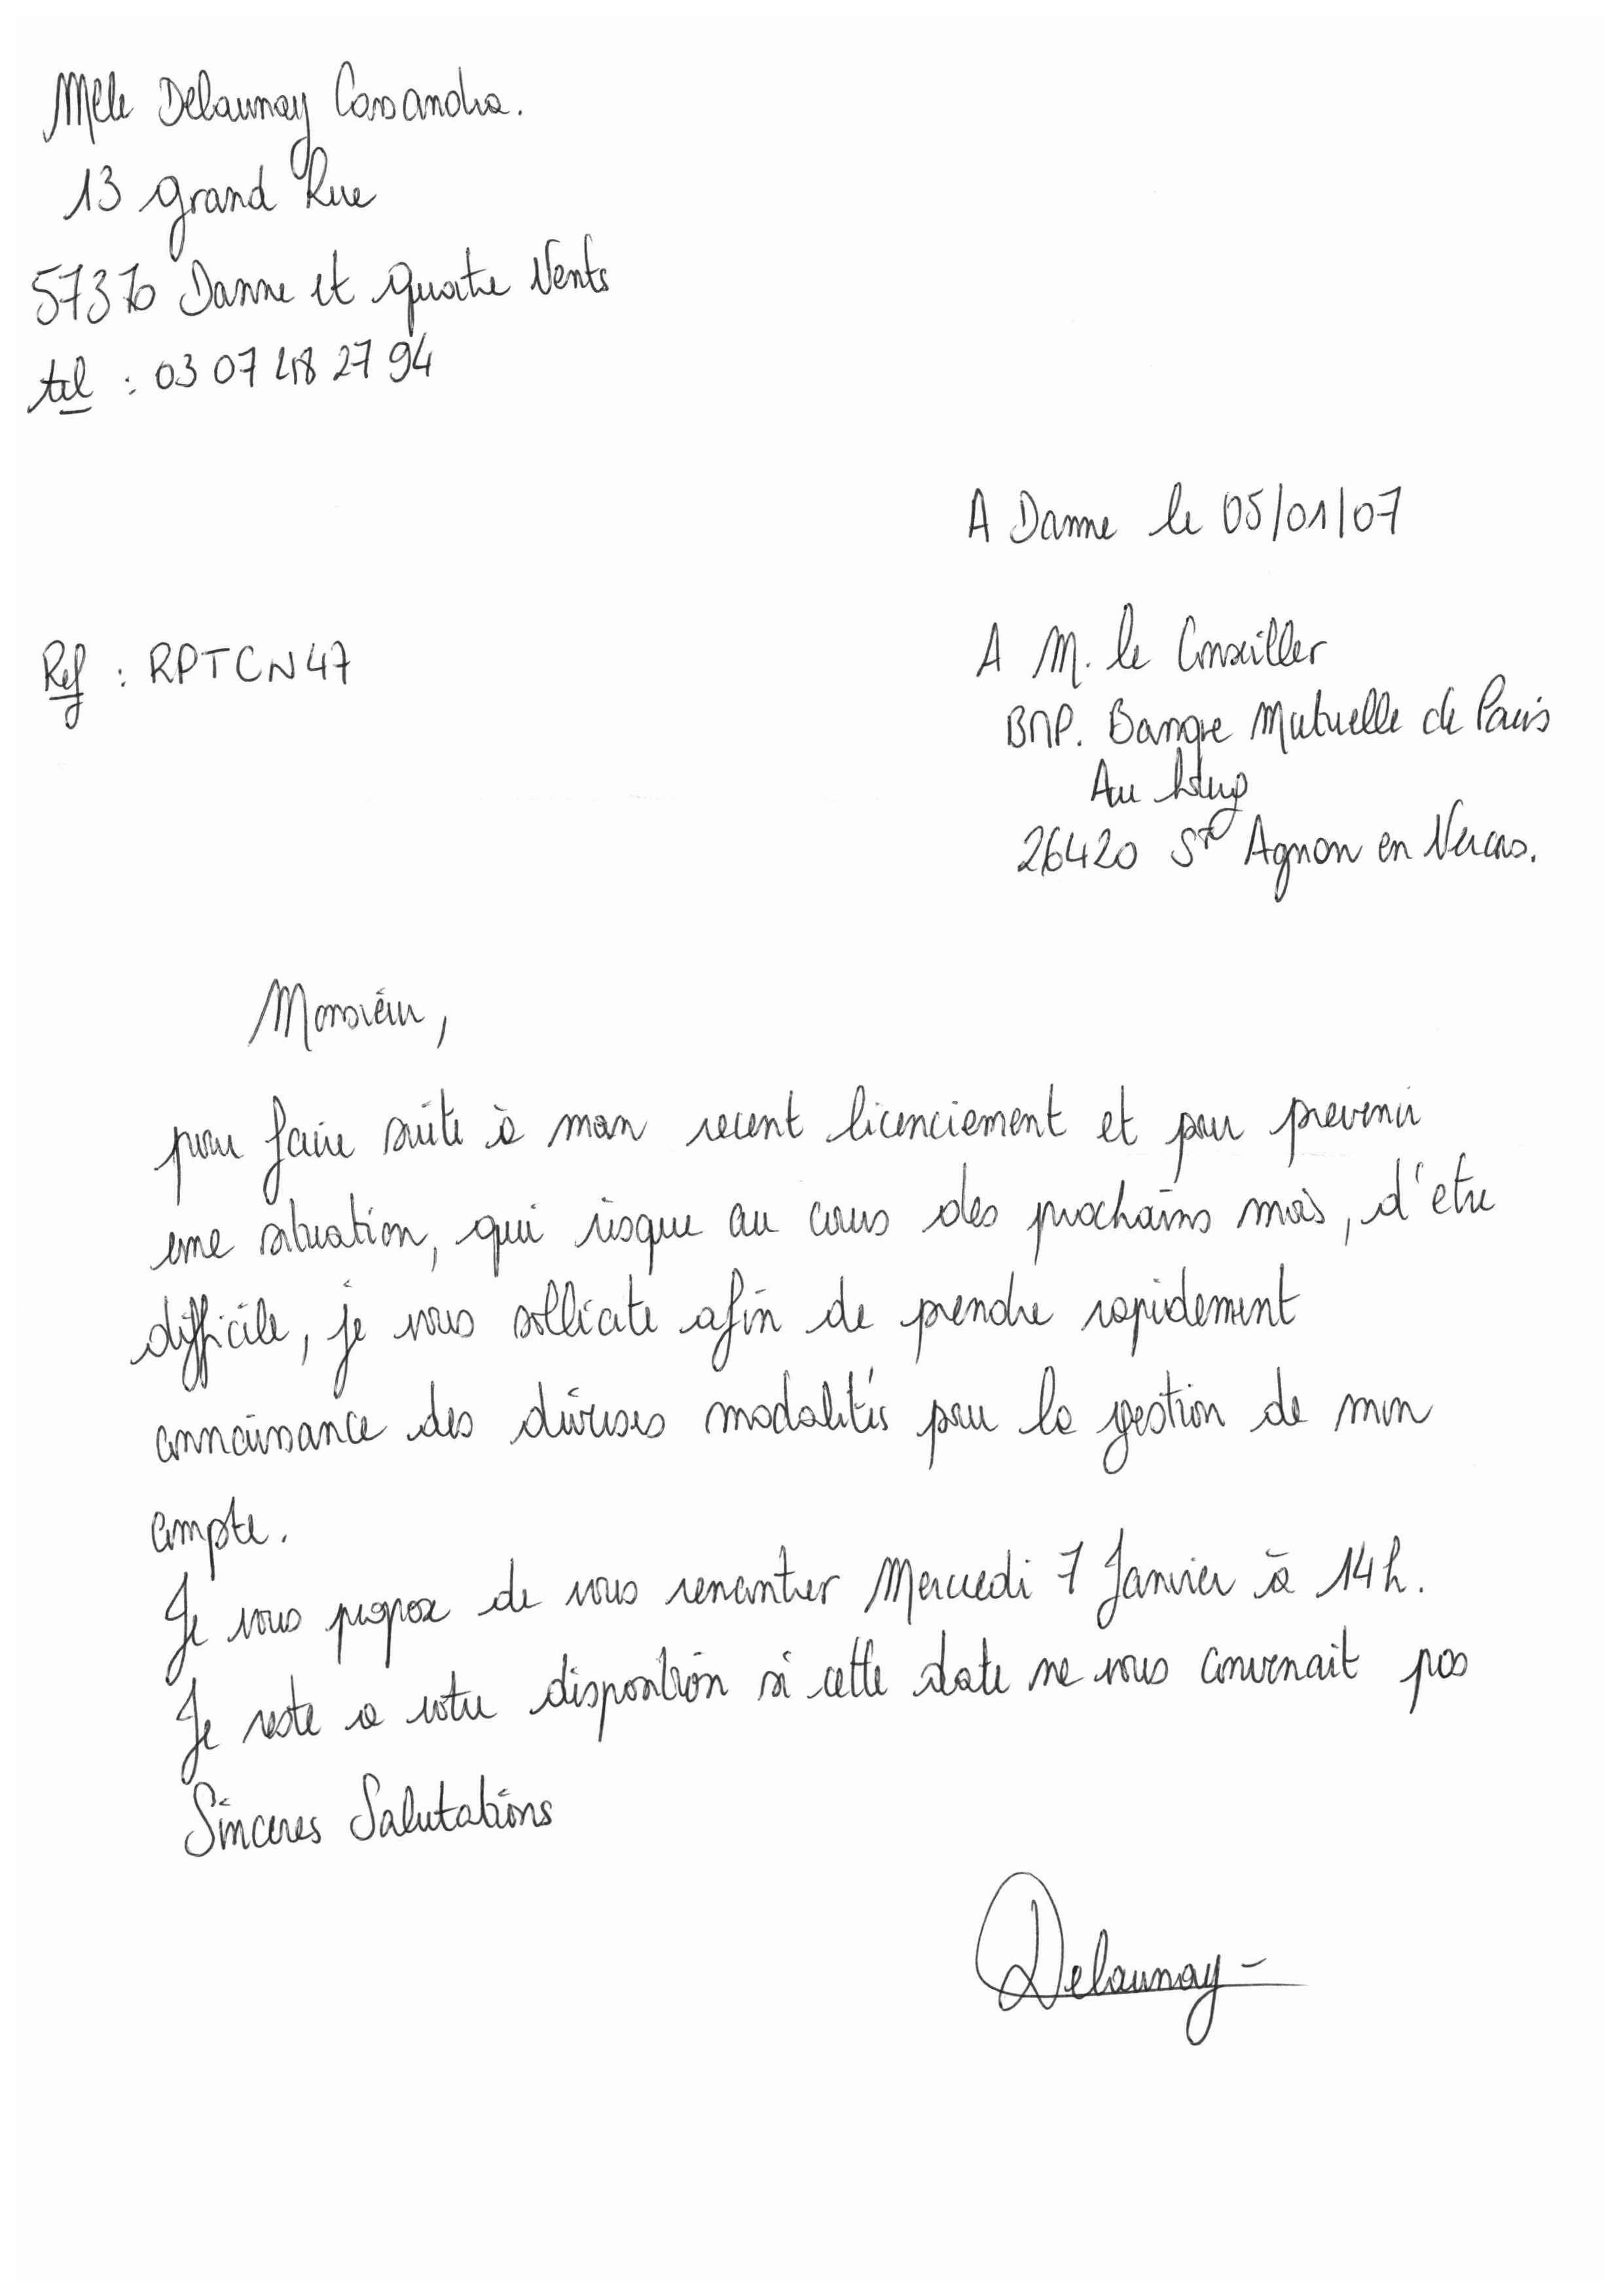 Mlle Delaunay Cassandra.
13 grand Rue
57370 Danne et quatre Vents
tel : 03 07 48 27 94
A Danne le 05/01/07
Ref : RPTCN47
A M. le Conseiller
BMP. Banque Mutuelle de Paris
Au
26420 St Agnan en Vercors.
Monsieur,
pour faire suite à mon recent licenciement et pour prevenir
une situation, qui risque au cours des prochains mois, d'etre
difficile, je vous sollicite afin de prendre rapidement
connaissance des diverses modalités pour la gestion de mon
compte.
Je vous propose de vous rencontrer Mercredi 7 Janvier à 14h.
Je reste a votre disposition si cette date ne vous convenait pas
Sinceres Salutations
Delaunay